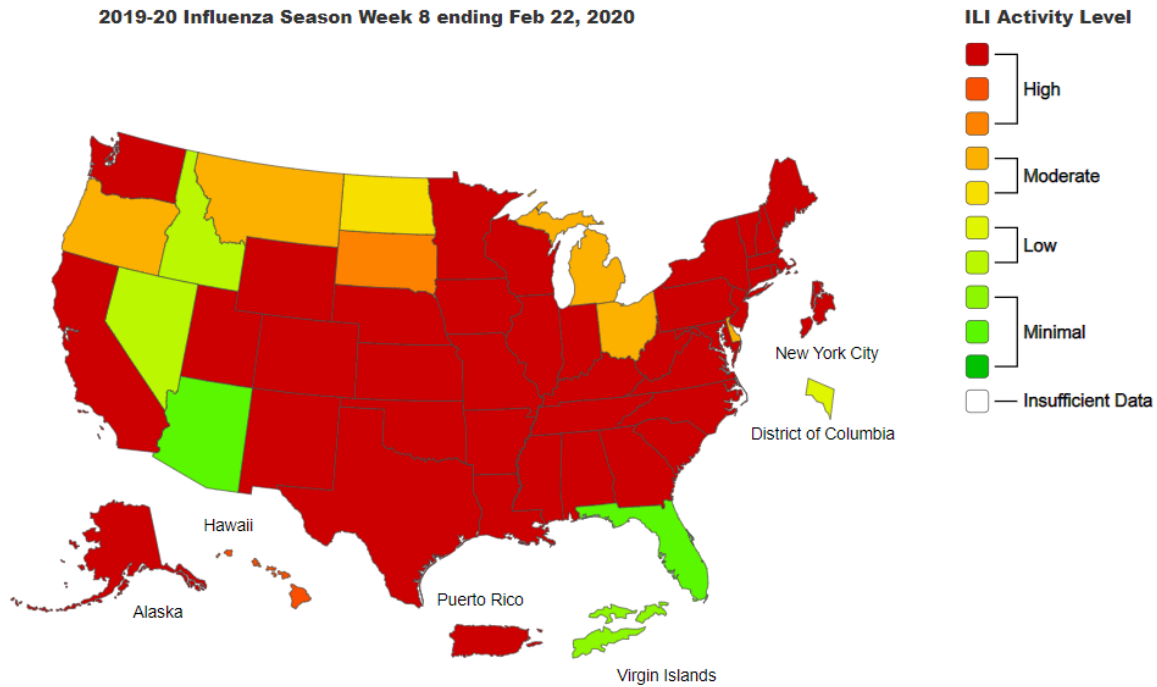 2019-20 Influenza Season Week 8 ending Feb 22, 2020
ILI Activity Level
High
Moderate
Low
Minimal
Insufficient Data
New York City
District of Columbia
Hawaii
Alaska
Puerto Rico
Virgin Islands